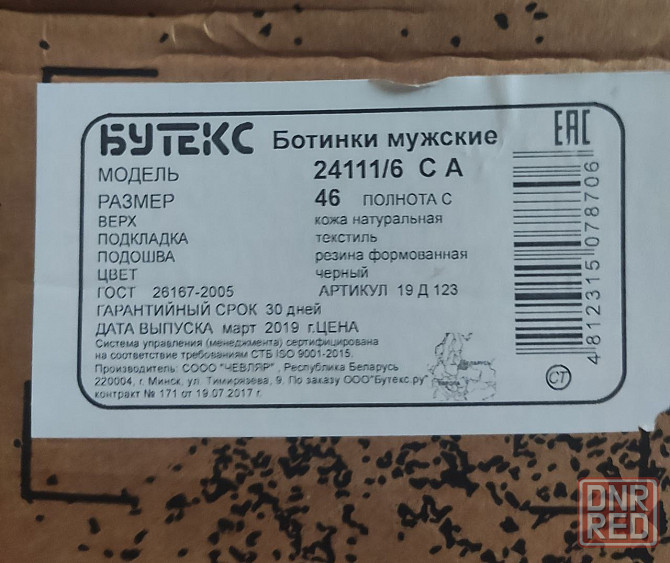 БУТЕКС Ботинки мужские EAC
МОДЕЛЬ 24111/6 С А
РАЗМЕР 46 ПОЛНОТА С
ВЕРХ кожа натуральная
ПОДКЛАДКА текстиль
ПОДОШВА резина формованная
ЦВЕТ черный
ГОСТ 26167-2005 АРТИКУЛ 19 Д 123
ГАРАНТИЙНЫЙ СРОК 30 дней
ДАТА ВЫПУСКА март 2019 г.ЦЕНА
Система управления (менеджмента) сертифицирована
на соответствие требованиям СТБ ISO 9001-2015.
Производитель: СООО "ЧЕВЛЯР" , Республика Беларусь
220004, г. Минск, ул. Тимирязева, 9. По заказу ООО"Бутекс.ру"
контракт № 171 от 19.07.2017 г.
4 812315 078706
СТ
DNR
RED